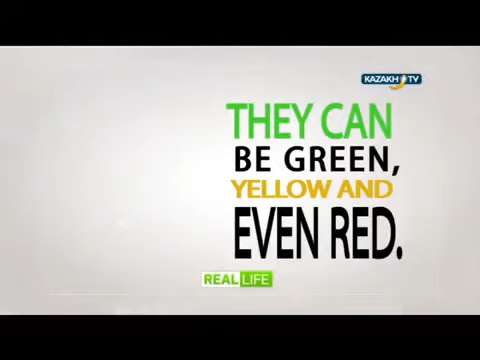 KAZAKH TV
THEY CAN
BE GREEN,
YELLOW AND
EVEN RED.
REAL LIFE